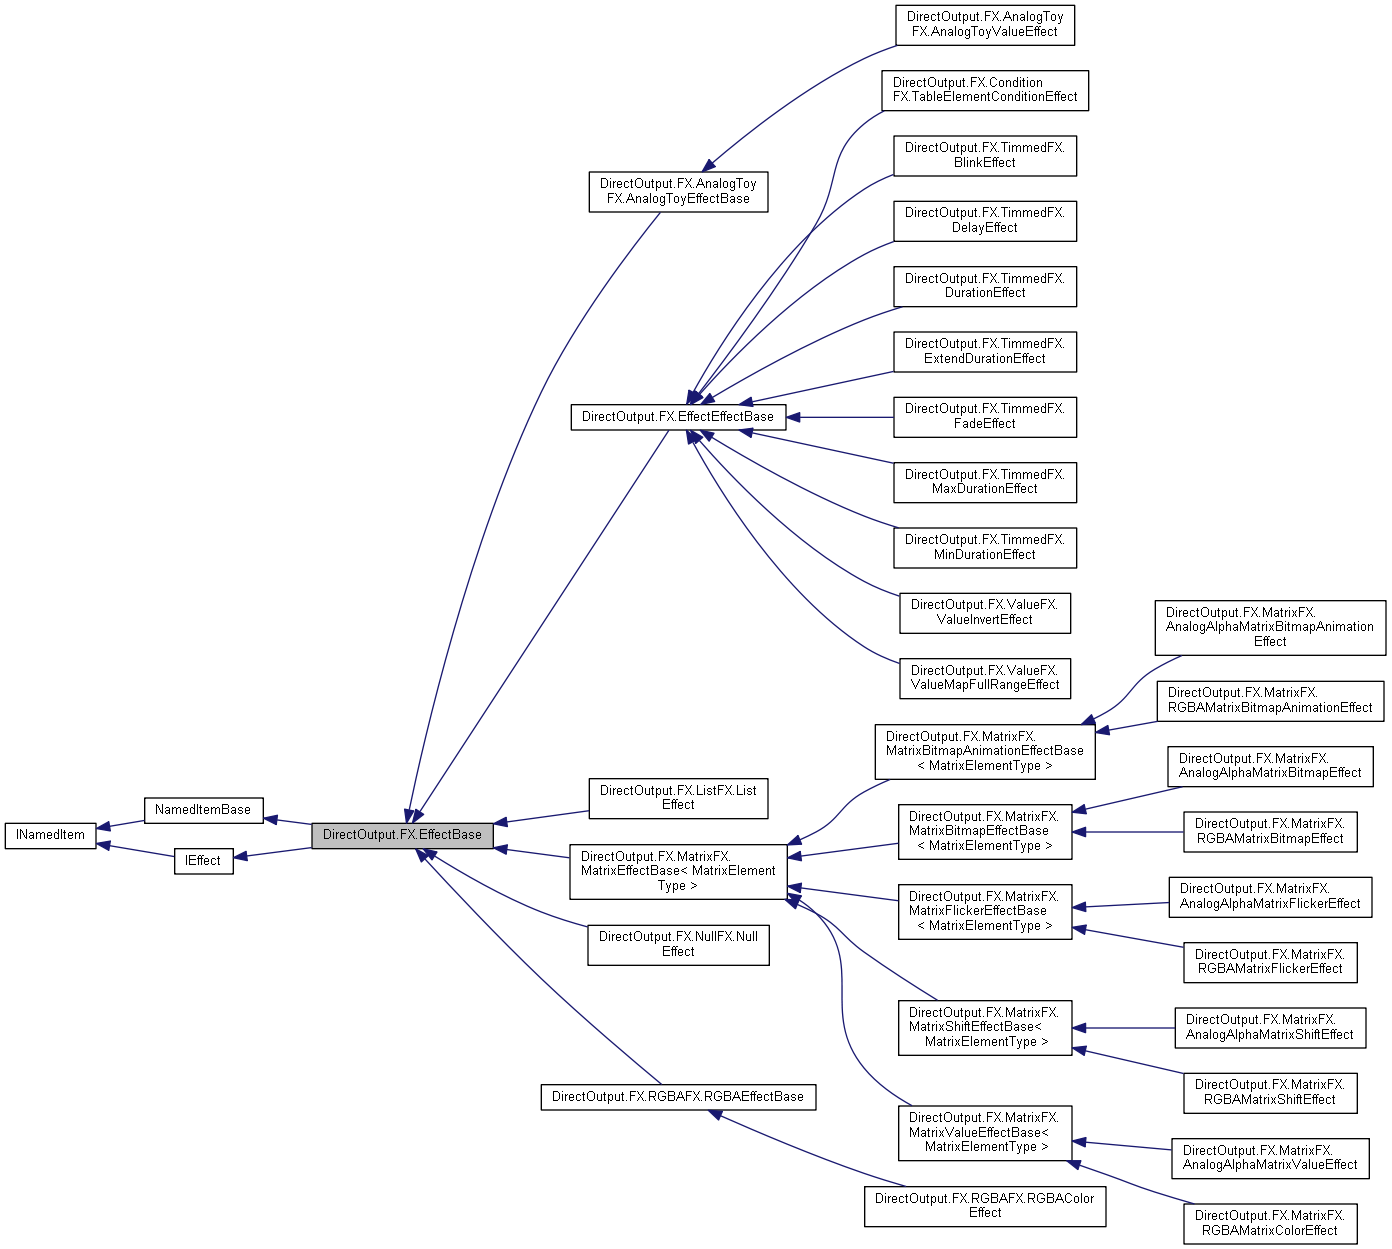 DirectOutput.FX.AnalogToy
FX.AnalogToyValueEffect
DirectOutput.FX.Condition
FX.TableElementConditionEffect
DirectOutput.FX.TimmedFX.
BlinkEffect
DirectOutput.FX.AnalogToy
FX.AnalogToyEffectBase
DirectOutput.FX.TimmedFX.
DelayEffect
DirectOutput.FX.TimmedFX.
DurationEffect
DirectOutput.FX.TimmedFX.
ExtendDurationEffect
DirectOutput.FX.EffectEffectBase
DirectOutput.FX.TimmedFX.
FadeEffect
DirectOutput.FX.TimmedFX.
MaxDurationEffect
DirectOutput.FX.TimmedFX.
MinDurationEffect
DirectOutput.FX.ValueFX.
ValueInvertEffect
DirectOutput.FX.ValueFX.
ValueMapFullRangeEffect
DirectOutput.FX.MatrixFX.
AnalogAlphaMatrixBitmapAnimation
Effect
DirectOutput.FX.MatrixFX.
RGBAMatrixBitmapAnimationEffect
DirectOutput.FX.MatrixFX.
MatrixBitmapAnimationEffectBase
< MatrixElementType >
DirectOutput.FX.MatrixFX.
AnalogAlphaMatrixBitmapEffect
DirectOutput.FX.ListFX.List
Effect
NamedItemBase
INamedItem
IEffect
DirectOutput.FX.EffectBase
DirectOutput.FX.MatrixFX.
MatrixBitmapEffectBase
< MatrixElementType >
DirectOutput.FX.MatrixFX.
RGBAMatrixBitmapEffect
DirectOutput.FX.MatrixFX.
MatrixEffectBase< MatrixElement
Type >
DirectOutput.FX.MatrixFX.
MatrixFlickerEffectBase
< MatrixElementType >
DirectOutput.FX.MatrixFX.
AnalogAlphaMatrixFlickerEffect
DirectOutput.FX.NullFX.Null
Effect
DirectOutput.FX.MatrixFX.
RGBAMatrixFlickerEffect
DirectOutput.FX.MatrixFX.
MatrixShiftEffectBase<
MatrixElementType >
DirectOutput.FX.MatrixFX.
AnalogAlphaMatrixShiftEffect
DirectOutput.FX.MatrixFX.
RGBAMatrixShiftEffect
DirectOutput.FX.RGBAFX.RGBAEffectBase
DirectOutput.FX.MatrixFX.
MatrixValueEffectBase<
MatrixElementType >
DirectOutput.FX.MatrixFX.
AnalogAlphaMatrixValueEffect
DirectOutput.FX.RGBAFX.RGBAColor
Effect
DirectOutput.FX.MatrixFX.
RGBAMatrixColorEffect